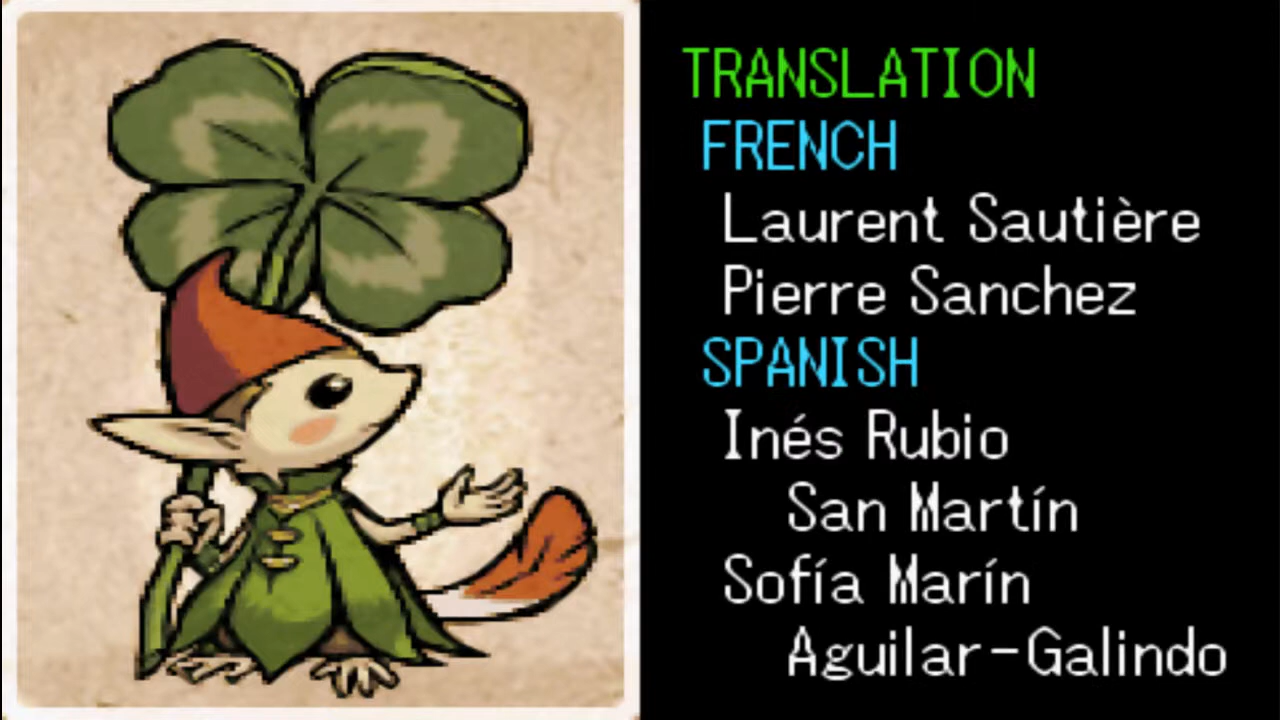 TRANSLATION
FRENCH
Laurent Sautière
Pierre Sanchez
SPANISH
Inés Rubio
San Martín
Sofía Marín
Aguilar-Galindo